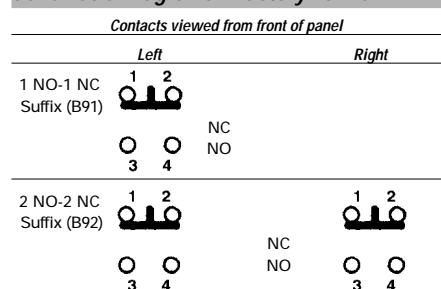 Contacts viewed from front of panel
Left Right
1 NO-1 NC
Suffix (B91)
1 2
NC
NO
3 4
2 NO-2 NC
Suffix (B92)
1 2 1 2
NC
NO
3 4 3 4